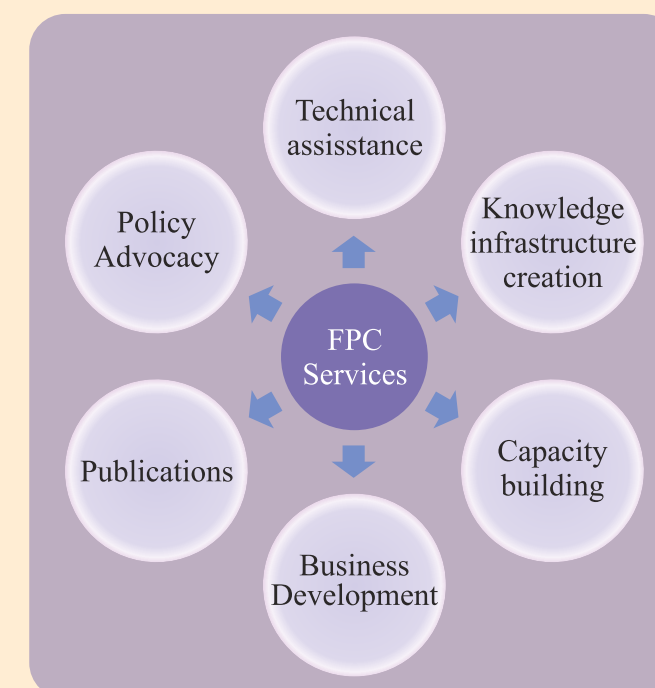 Technical
assisstance
Policy
Advocacy
Knowledge
infrastructure
creation
FPC
Services
Publications
Capacity
building
Business
Development